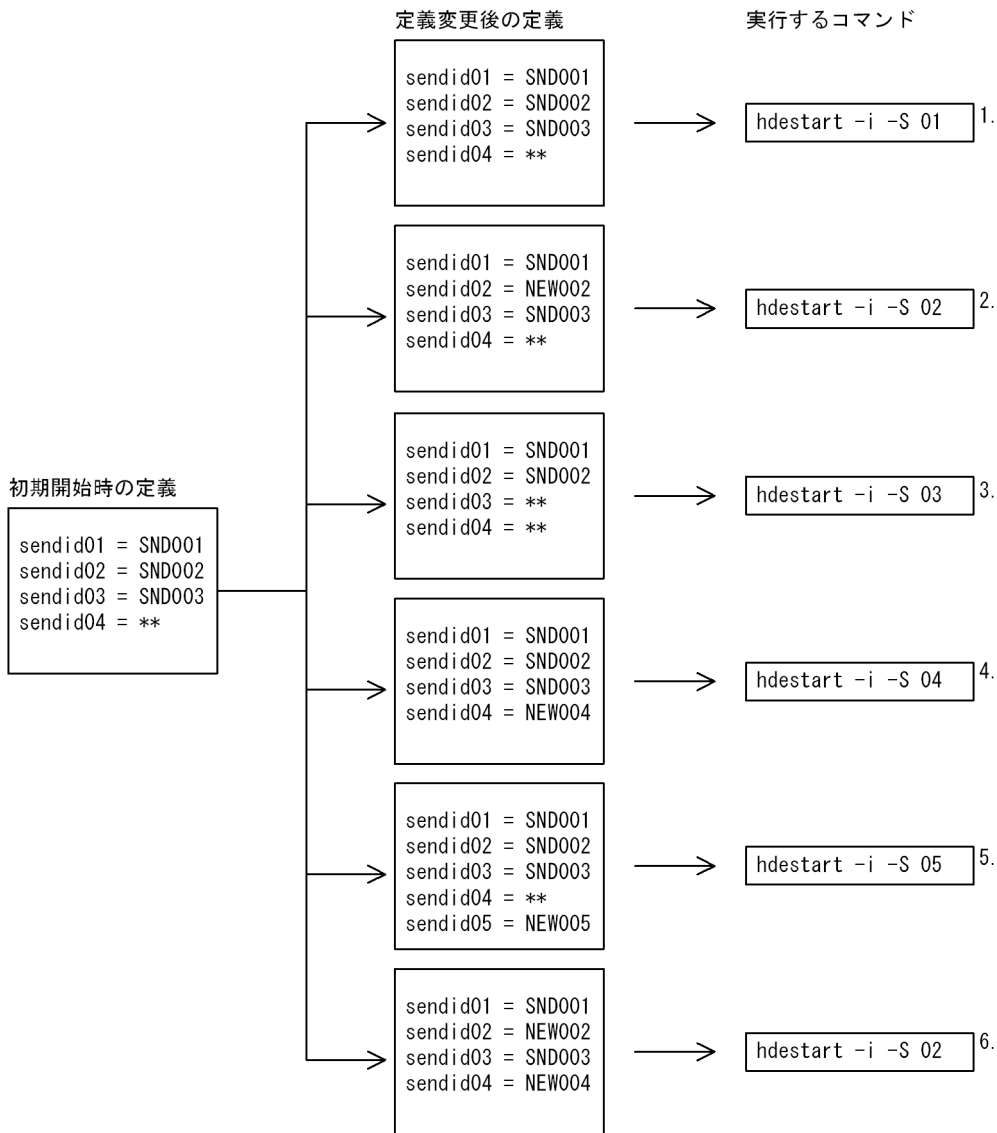 定義変更後の定義
実行するコマンド
sendid01 = SND001
sendid02 = SND002
sendid03 = SND003
sendid04 = **
hdestart -i -S 01
1.
sendid01 = SND001
sendid02 = NEW002
sendid03 = SND003
sendid04 = **
hdestart -i -S 02
2.
sendid01 = SND001
sendid02 = SND002
sendid03 = **
sendid04 = **
hdestart -i -S 03
3.
初期開始時の定義
sendid01 = SND001
sendid02 = SND002
sendid03 = SND003
sendid04 = **
sendid01 = SND001
sendid02 = SND002
sendid03 = SND003
sendid04 = NEW004
hdestart -i -S 04
4.
sendid01 = SND001
sendid02 = SND002
sendid03 = SND003
sendid04 = **
sendid05 = NEW005
hdestart -i -S 05
5.
sendid01 = SND001
sendid02 = NEW002
sendid03 = SND003
sendid04 = NEW004
hdestart -i -S 02
6.